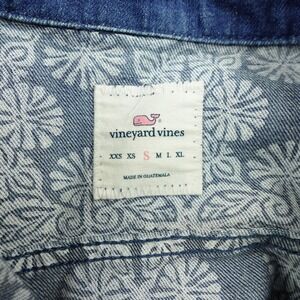 vineyard vines
XXS XS S M L XL
MADE IN GUATEMALA